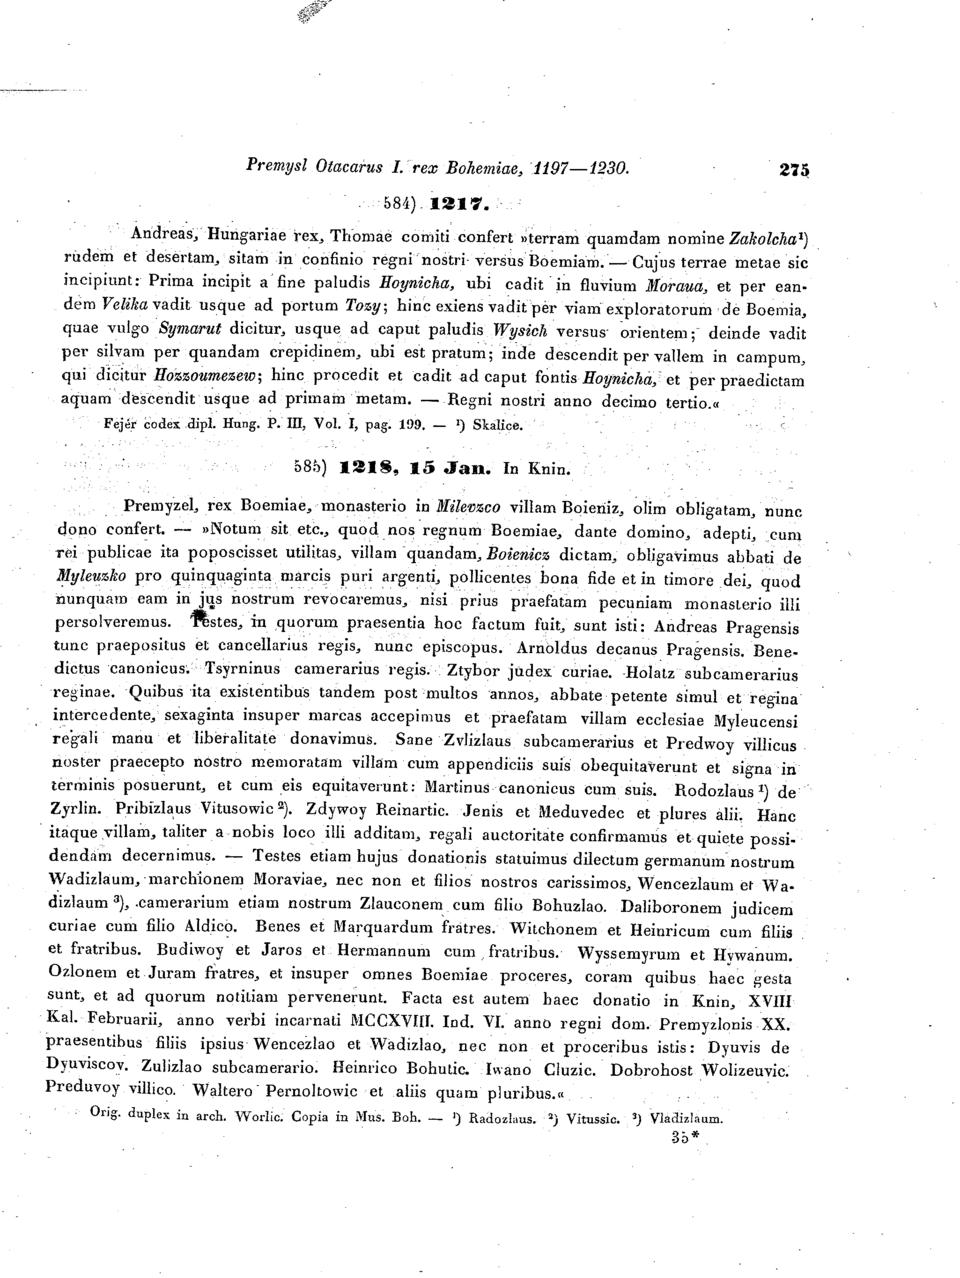 Premysl Otacarus I. rex Bohemiae, 1197—1230. 275
584) 1217.
Andreas, Hungariae rex, Thomae comiti confert »terram quamdam nomine Zakolcha¹)
rudem et desertam, sitam in confinio regni nostri versus Boemiam. — Cujus terrae metae sic
incipiunt: Prima incipit a fine paludis Hoynicha, ubi cadit in fluvium Moraua, et per ean-
dem Velika vadit usque ad portum Tozy; hinc exiens vadit per viam exploratorum de Boemia,
quae vulgo Symarut dicitur, usque ad caput paludis Wysich versus orientem; deinde vadit
per silvam per quandam crepidinem, ubi est pratum; inde descendit per vallem in campum,
qui dicitur Hozzoumezew; hinc procedit et cadit ad caput fontis Hoynicha, et per praedictam
aquam descendit usque ad primam metam. — Regni nostri anno decimo tertio.«
Fejér codex dipl. Hung. P. III, Vol. I, pag. 199. — ¹) Skalice.
585) 1218, 15 Jan. In Knin.
Premyzel, rex Boemiae, monasterio in Milevzco villam Boieniz, olim obligatam, nunc
dono confert. — »Notum sit etc., quod nos regnum Boemiae, dante domino, adepti, cum
rei publicae ita poposcisset utilitas, villam quandam, Boienicz dictam, obligavimus abbati de
Myleuzko pro quinquaginta marcis puri argenti, pollicentes bona fide et in timore dei, quod
nunquam eam in jus nostrum revocaremus, nisi prius praefatam pecuniam monasterio illi
persolveremus. Testes, in quorum praesentia hoc factum fuit, sunt isti: Andreas Pragensis
tunc praepositus et cancellarius regis, nunc episcopus. Arnoldus decanus Pragensis. Bene-
dictus canonicus. Tsyrninus camerarius regis. Ztybor judex curiae. Holatz subcamerarius
reginae. Quibus ita existentibus tandem post multos annos, abbate petente simul et regina
intercedente, sexaginta insuper marcas accepimus et praefatam villam ecclesiae Myleucensi
regali manu et liberalitate donavimus. Sane Zvlizlaus subcamerarius et Predwoy villicus
noster praecepto nostro memoratam villam cum appendiciis suis obequitaverunt et signa in
terminis posuerunt, et cum eis equitaverunt: Martinus canonicus cum suis. Rodozlaus ¹) de
Zyrlin. Pribizlaus Vitusowic ²). Zdywoy Reinartic. Jenis et Meduvedec et plures alii. Hanc
itaque villam, taliter a nobis loco illi additam, regali auctoritate confirmamus et quiete possi-
dendam decernimus. — Testes etiam hujus donationis statuimus dilectum germanum nostrum
Wadizlaum, marchionem Moraviae, nec non et filios nostros carissimos, Wencezlaum et Wa-
dizlaum ³), camerarium etiam nostrum Zlauconem cum filio Bohuzlao. Daliboronem judicem
curiae cum filio Aldico. Benes et Marquardum fratres. Witchonem et Heinricum cum filiis
et fratribus. Budiwoy et Jaros et Hermannum cum fratribus. Wyssemyrum et Hywanum.
Ozlonem et Juram fratres, et insuper omnes Boemiae proceres, coram quibus haec gesta
sunt, et ad quorum notitiam pervenerunt. Facta est autem haec donatio in Knin, XVIII
Kal. Februarii, anno verbi incarnati MCCXVIII. Ind. VI. anno regni dom. Premyzlonis XX.
praesentibus filiis ipsius Wencezlao et Wadizlao, nec non et proceribus istis: Dyuvis de
Dyuviscov. Zulizlao subcamerario. Heinrico Bohutic. Iwano Cluzic. Dobrohost Wolizeuvic.
Preduvoy villico. Waltero Pernoltowic et aliis quam pluribus.«
Orig. duplex in arch. Worlic. Copia in Mus. Boh. — ¹) Radozlaus. ²) Vitussic. ³) Vladizlaum.
35*